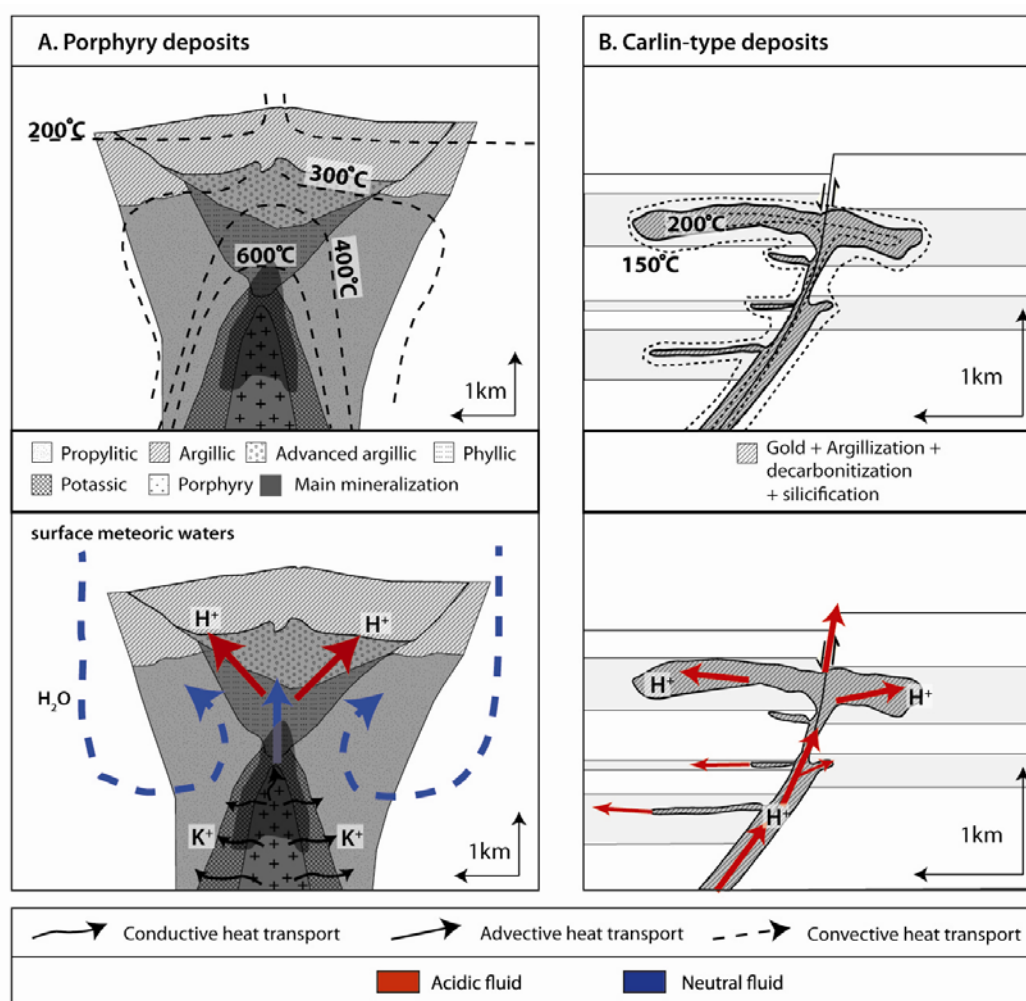 A. Porphyry deposits
200°C
300°C
400°C
600°C
1km
Propylitic
Argillic
Advanced argillic
Phyllic
Potassic
Porphyry
Main mineralization
surface meteoric waters
H⁺
H⁺
H₂O
K⁺
K⁺
1km
B. Carlin-type deposits
200°C
150°C
1km
Gold + Argillization +
decarbonitization
+ silicification
H⁺
H⁺
H⁺
1km
Conductive heat transport
Advective heat transport
Convective heat transport
Acidic fluid
Neutral fluid